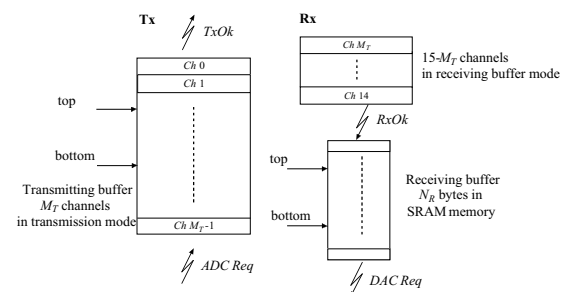 Tx
TxOk
Ch 0
Ch 1
top
bottom
Transmitting buffer
M_T channels
in transmission mode
Ch M_T-1
ADC Req
Rx
Ch M_T
15-M_T channels
in receiving buffer mode
Ch 14
RxOk
top
bottom
Receiving buffer
N_R bytes in
SRAM memory
DAC Req